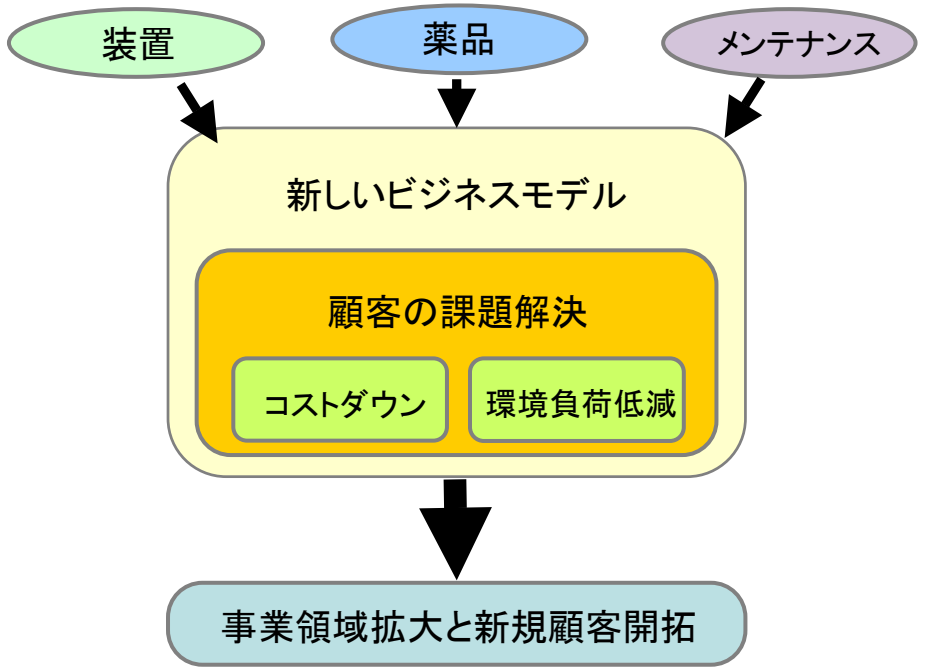 装置
薬品
メンテナンス
新しいビジネスモデル
顧客の課題解決
コストダウン
環境負荷低減
事業領域拡大と新規顧客開拓